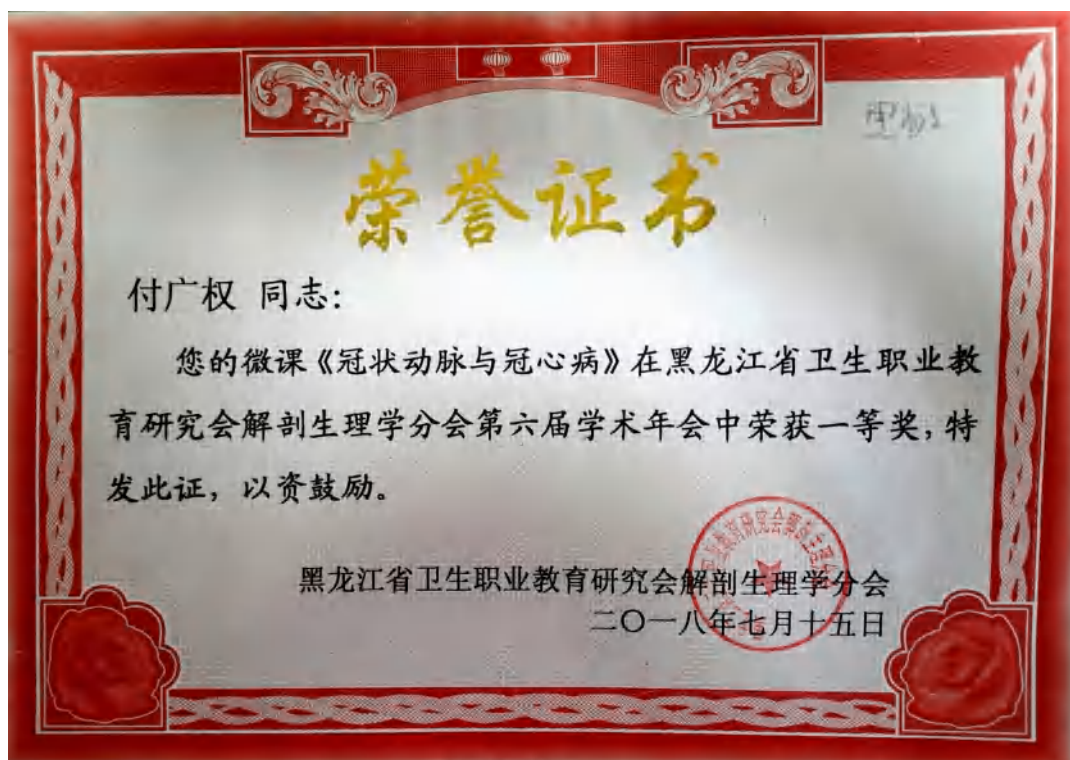 荣誉证书
付广权 同志:
您的微课《冠状动脉与冠心病》在黑龙江省卫生职业教
育研究会解剖生理学分会第六届学术年会中荣获一等奖,特
发此证，以资鼓励。
黑龙江省卫生职业教育研究会解剖生理学分会
二〇一八年七月十五日